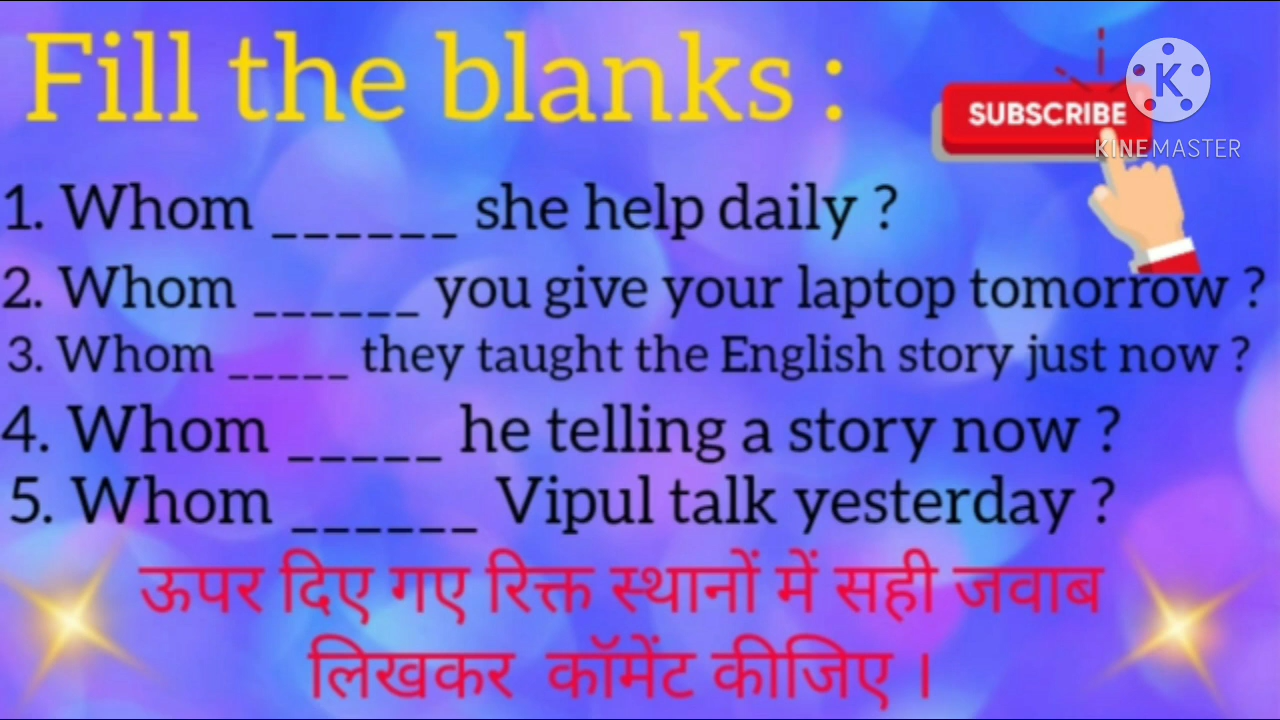 Fill the blanks :
SUBSCRIBE
K
KINEMASTER
1. Whom ______ she help daily ?
2. Whom ______ you give your laptop tomorrow ?
3. Whom _____ they taught the English story just now ?
4. Whom _____ he telling a story now ?
5. Whom ______ Vipul talk yesterday ?
ऊपर दिए गए रिक्त स्थानों में सही जवाब
लिखकर कॉमेंट कीजिए ।